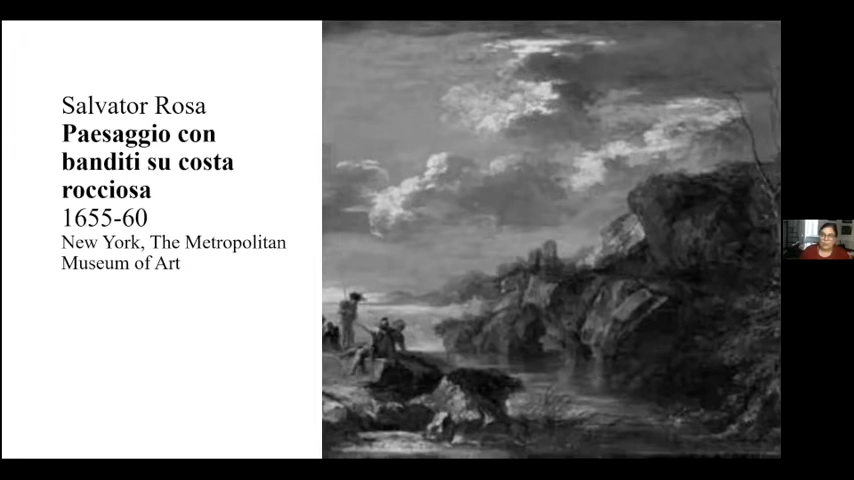 Salvator Rosa
Paesaggio con
banditi su costa
rocciosa
1655-60
New York, The Metropolitan
Museum of Art